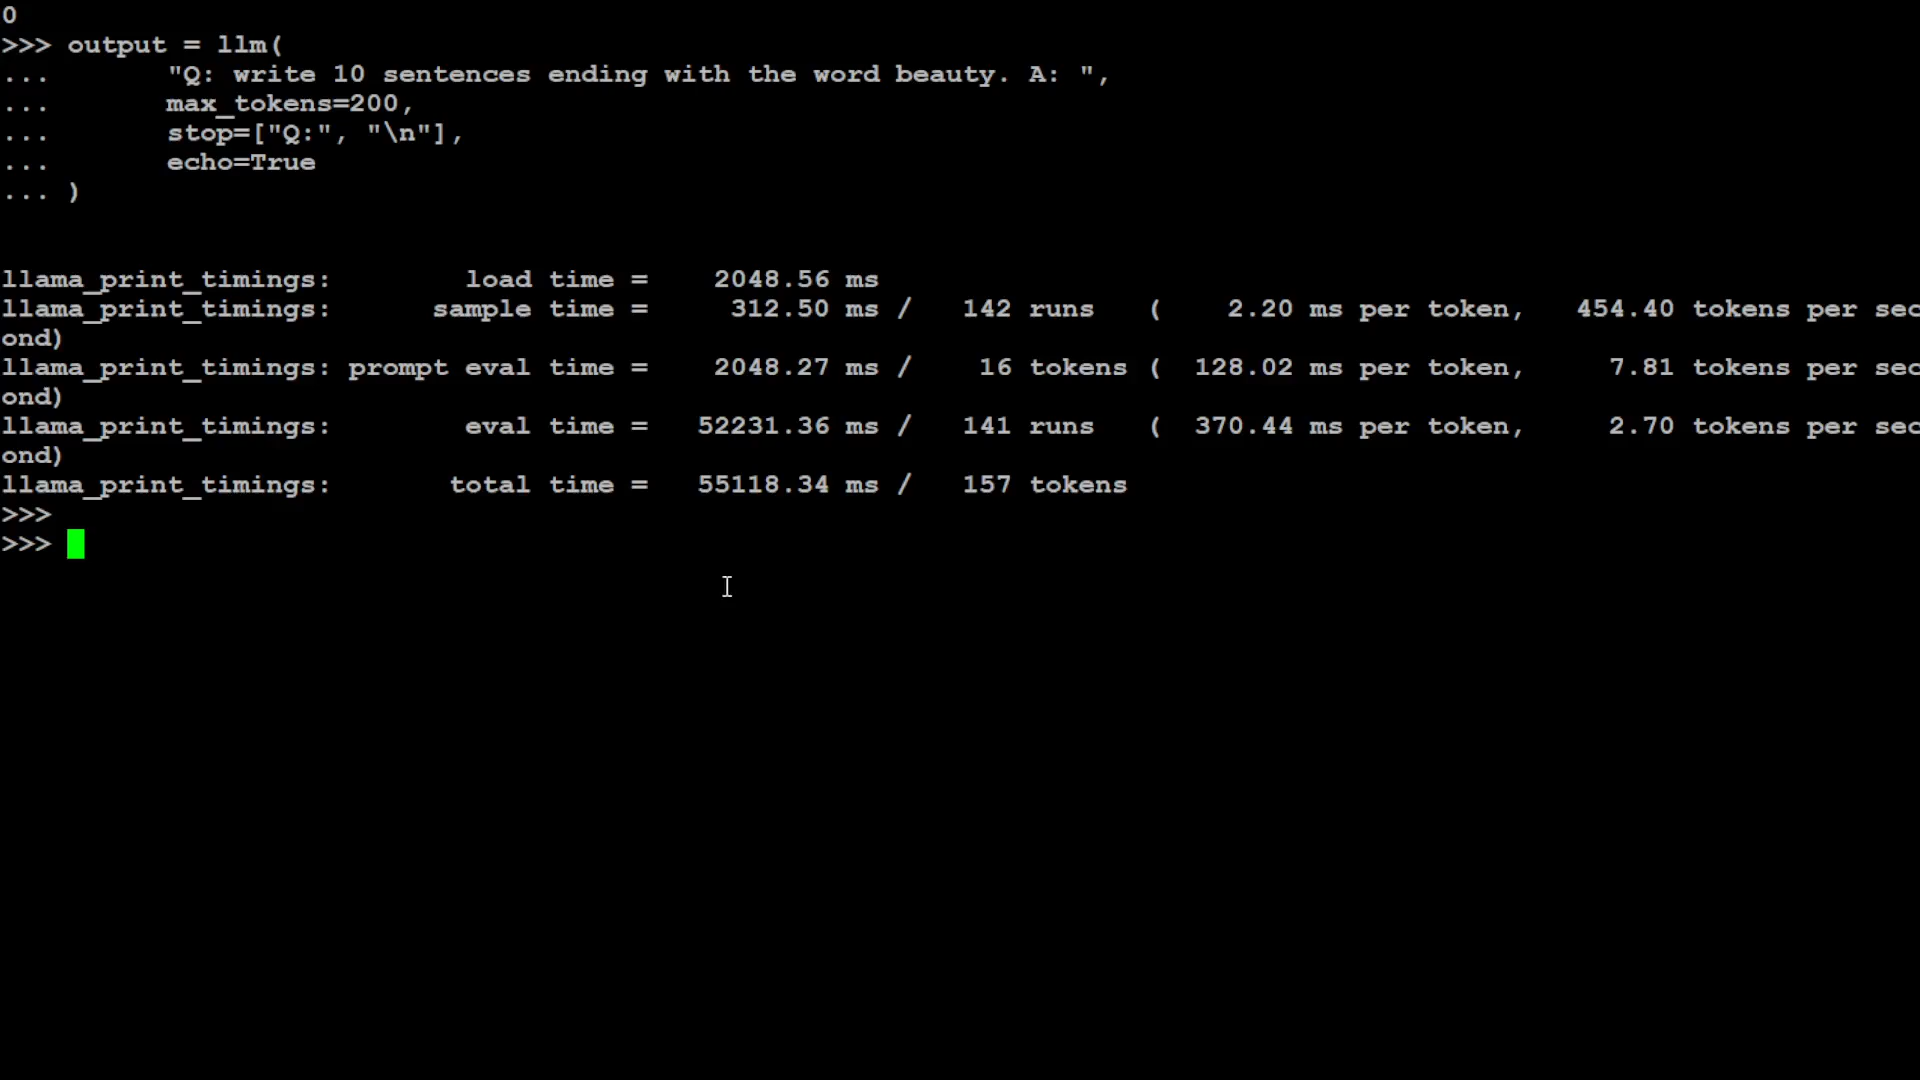 0
>>> output = llm(
...       "Q: write 10 sentences ending with the word beauty. A: ",
...       max_tokens=200,
...       stop=["Q:", "\n"],
...       echo=True
... )
llama_print_timings:        load time =    2048.56 ms
llama_print_timings:      sample time =     312.50 ms /   142 runs   (    2.20 ms per token,   454.40 tokens per sec
ond)
llama_print_timings: prompt eval time =    2048.27 ms /    16 tokens (  128.02 ms per token,     7.81 tokens per sec
ond)
llama_print_timings:        eval time =   52231.36 ms /   141 runs   (  370.44 ms per token,     2.70 tokens per sec
ond)
llama_print_timings:       total time =   55118.34 ms /   157 tokens
>>>
>>>